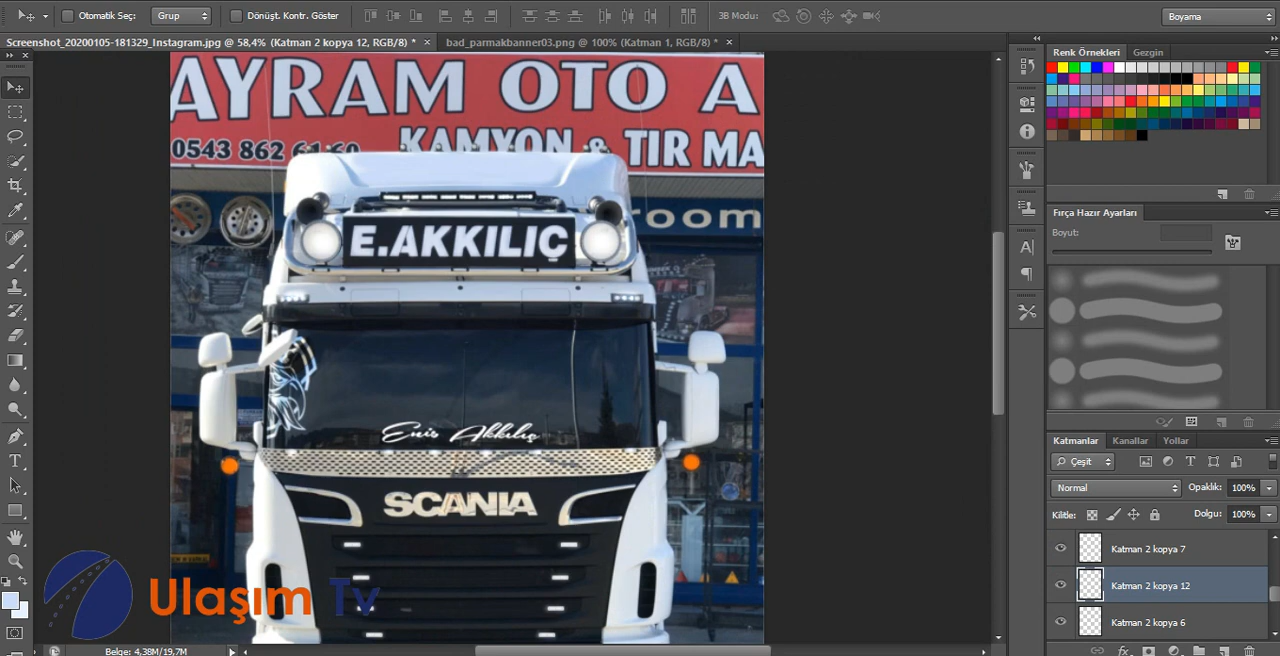 Otomatik Seç:
Grup
Dönüşt. Kontr. Göster
3B Modu:
Boyama
Screenshot_20200105-181329_Instagram.jpg @ 58,4% (Katman 2 kopya 12, RGB/8) *
bad_parmakbanner03.png @ 100% (Katman 1, RGB/8) *
Renk Örnekleri
Gezgin
AYRAM OTO A
KAMYON & TIR MA
0543 862 61 60
room
E.AKKILIÇ
Enis Akkılıç
SCANIA
Ulaşım Tv
Fırça Hazır Ayarları
Boyut:
Katmanlar
Kanallar
Yollar
Çeşit
Normal
Opaklık:
100%
Kilitle:
Dolgu:
100%
Katman 2 kopya 7
Katman 2 kopya 12
Katman 2 kopya 6
Belge: 4,38M/19,7M